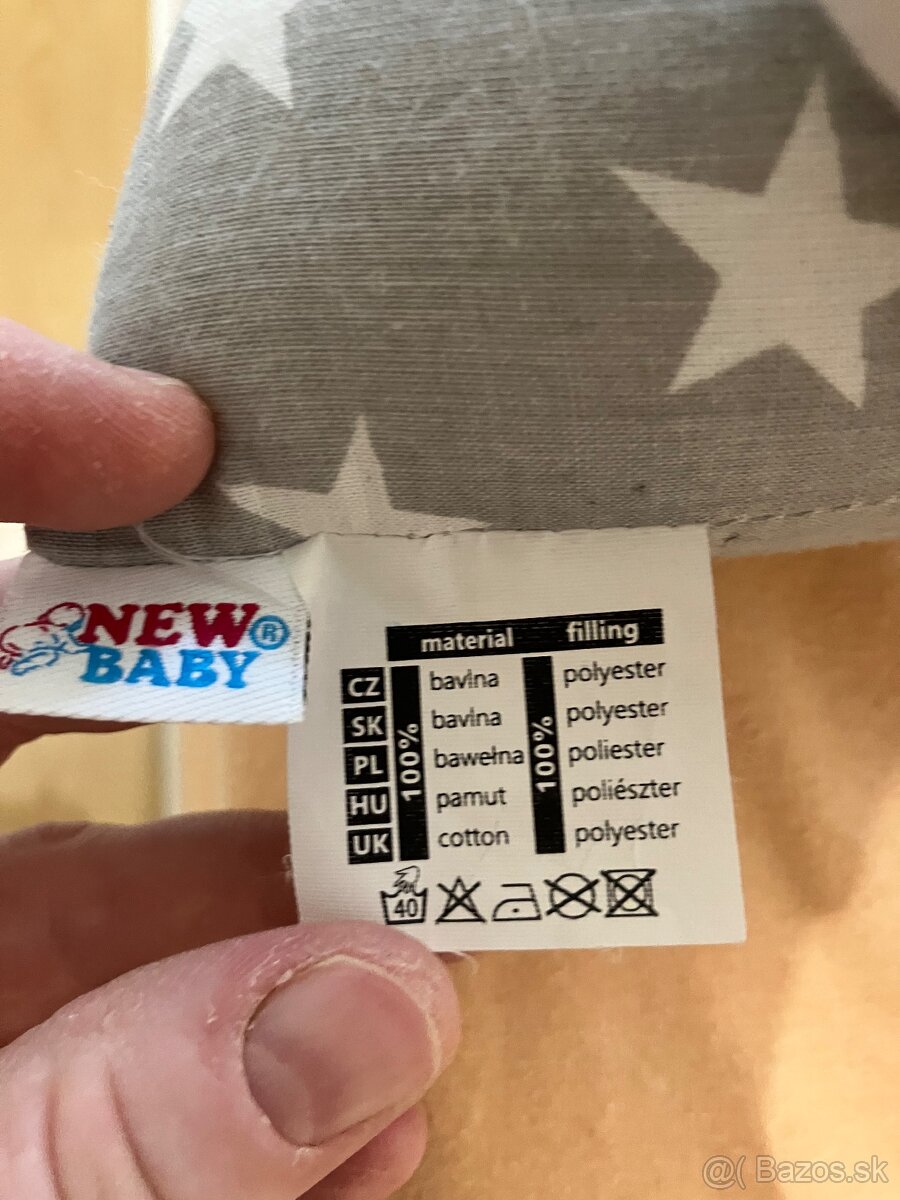 NEW®
BABY
material filling
CZ bavlna polyester
SK bavlna polyester
PL bawełna poliester
HU pamut poliészter
UK cotton polyester
100% 100%
40
@( Bazos.sk